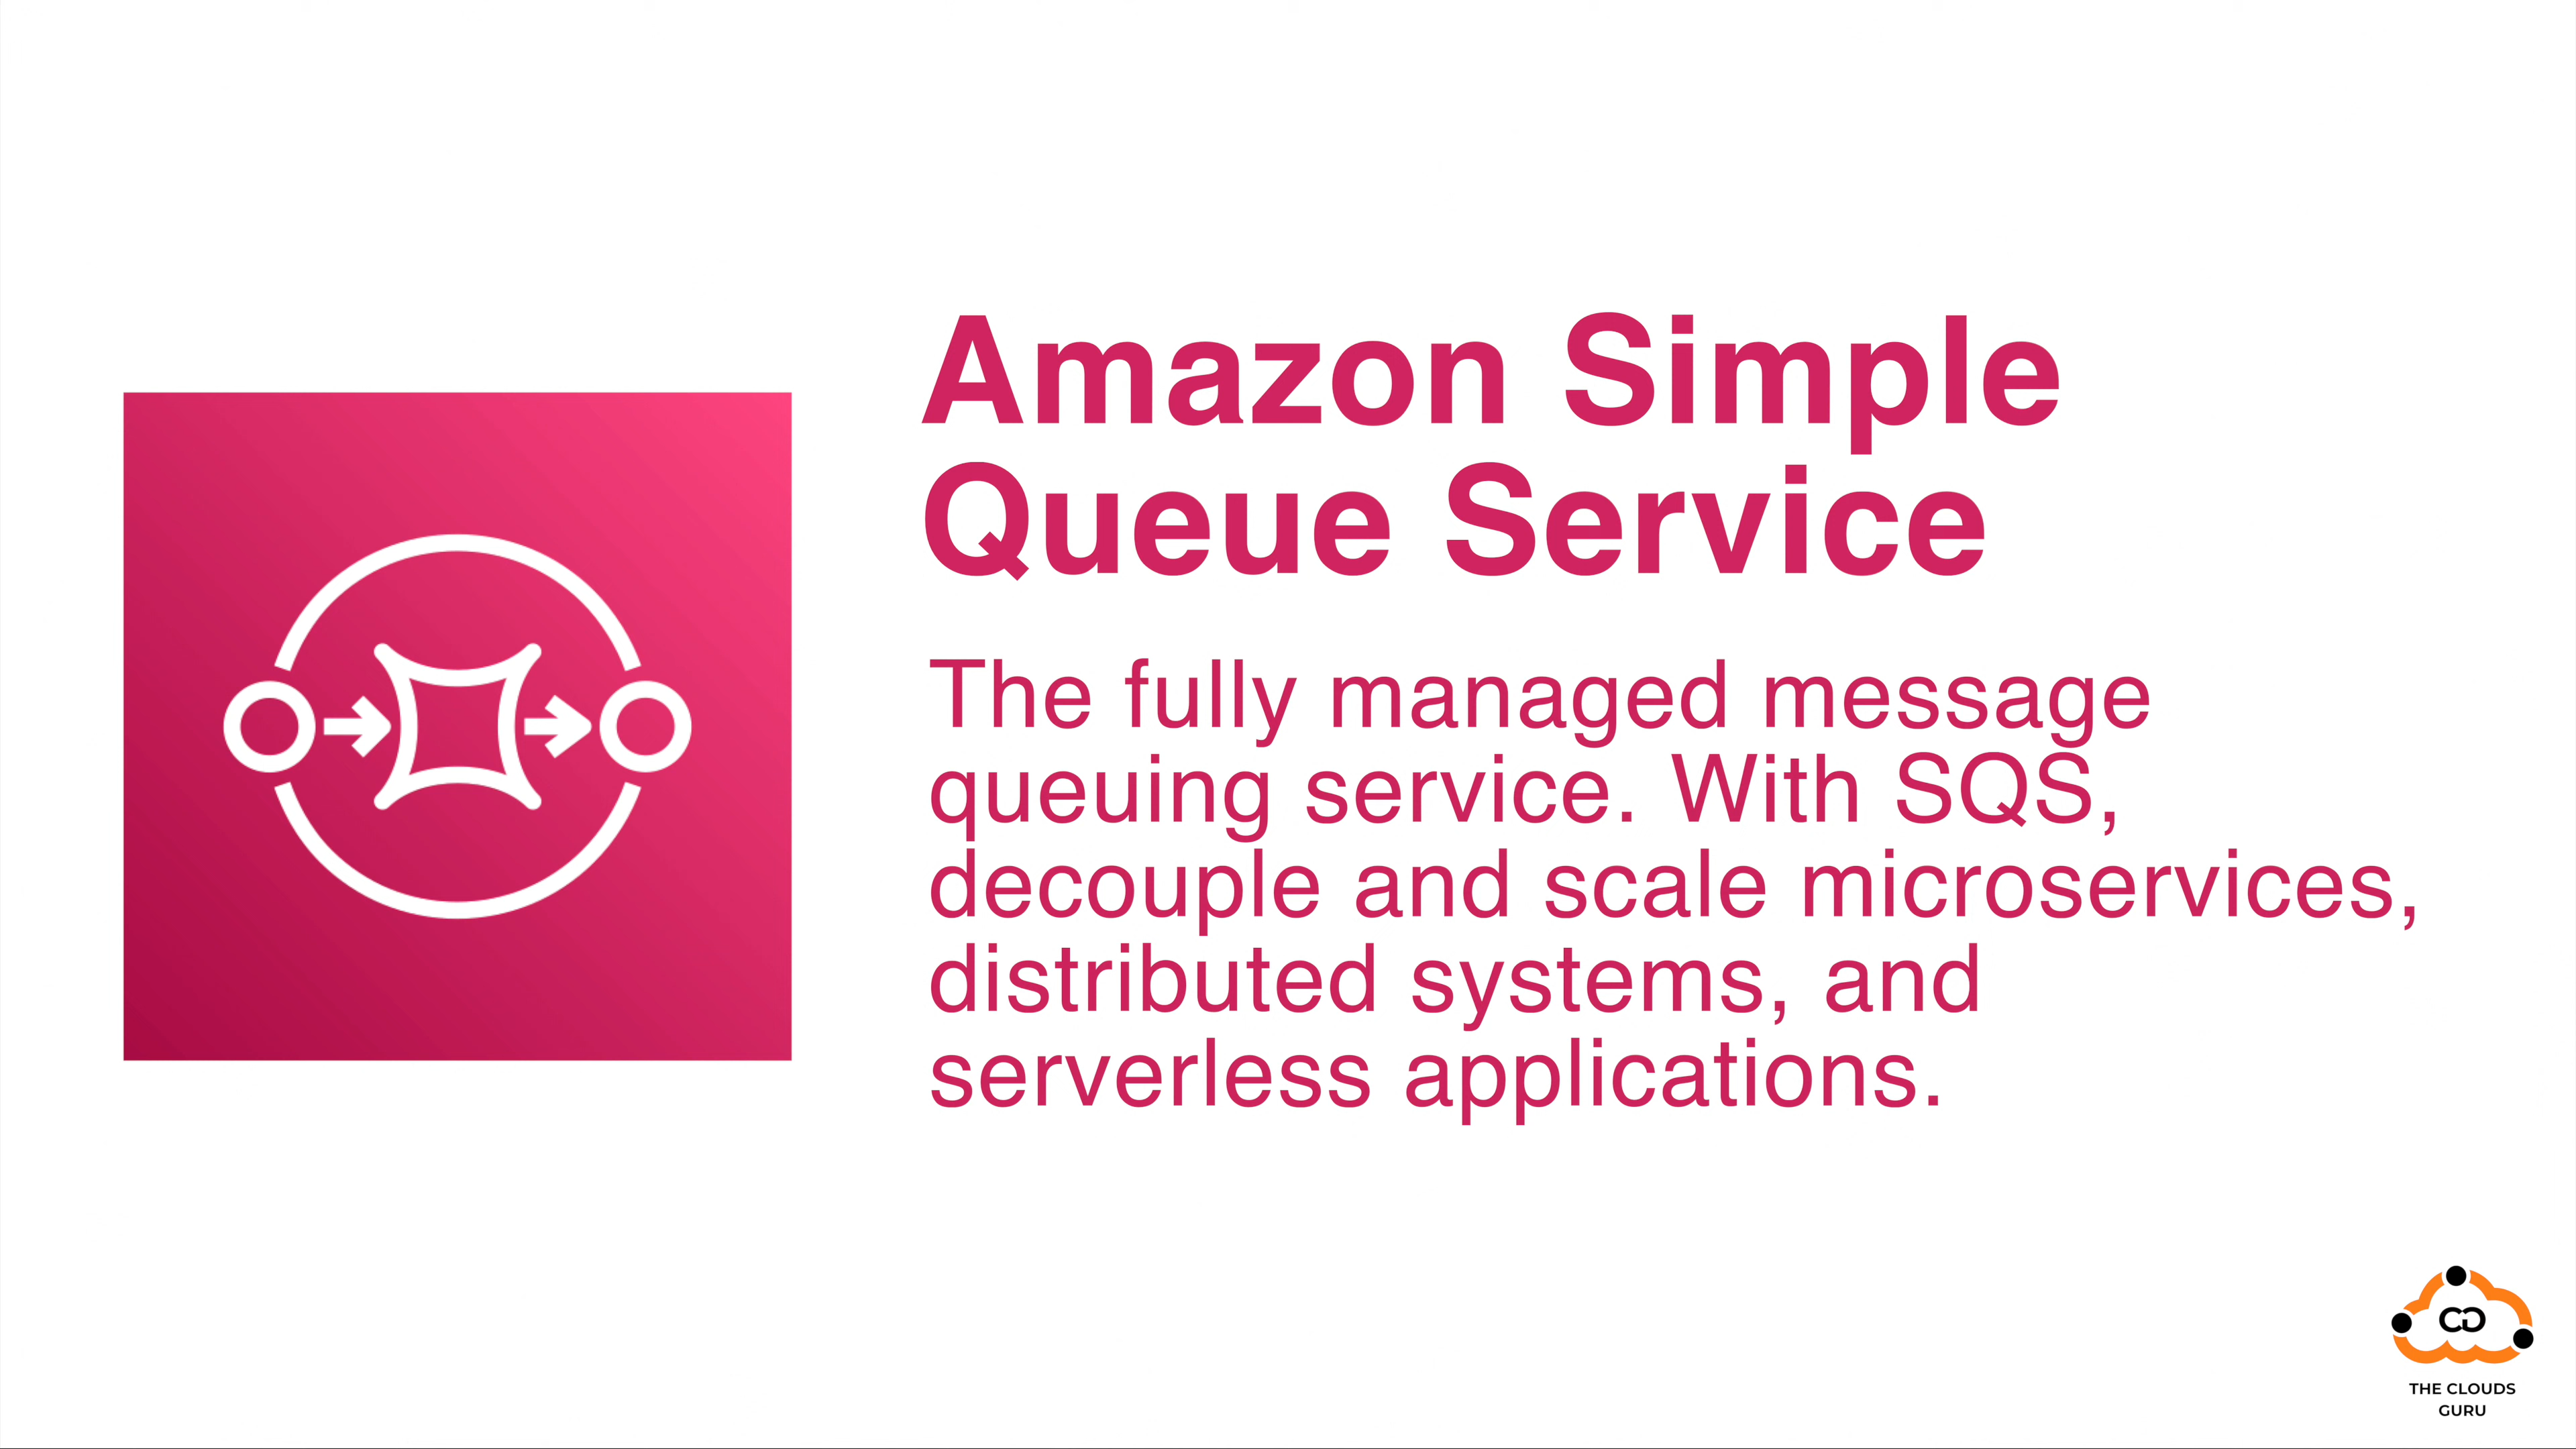 Amazon Simple
Queue Service
The fully managed message
queuing service. With SQS,
decouple and scale microservices,
distributed systems, and
serverless applications.
CG
THE CLOUDS
GURU